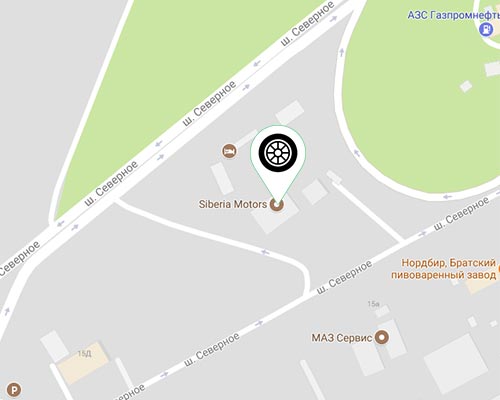 АЗС Газпромнефть
ш. Северное
ш. Северное
ш. Северное
Siberia Motors
ш. Северное
Северное
Нордбир, Братский
пивоваренный завод
ш. Северное
15а
МАЗ Сервис
ш. Северное
15Д
P
ш. Северное